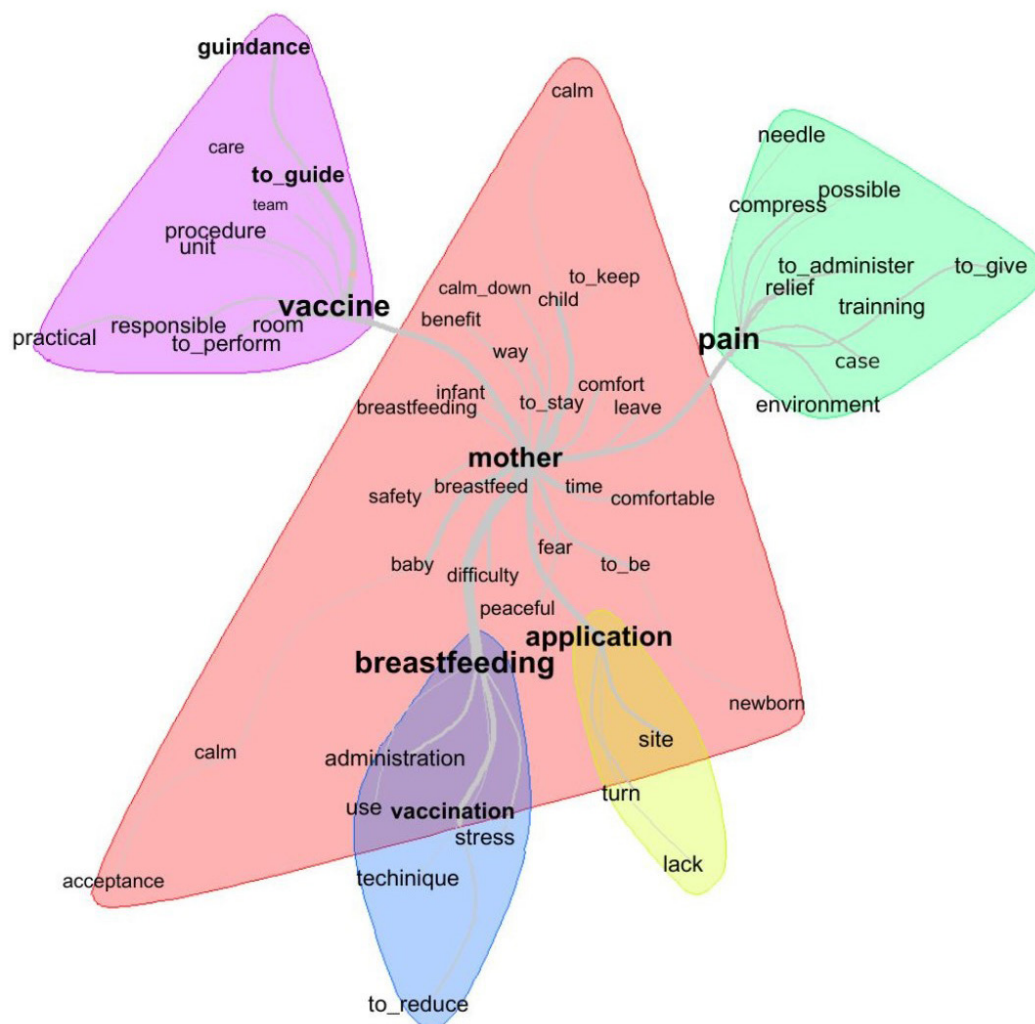 guindance
calm
needle
care
to_guide
possible
compress
team
procedure
unit
to_administer
to_give
to_keep
relief
calm_down
child
vaccine
trainning
benefit
room
responsible
practical
to_perform
pain
way
case
comfort
infant
to_stay
leave
environment
breastfeeding
mother
breastfeed
time
safety
comfortable
fear
baby
to_be
difficulty
peaceful
application
breastfeeding
newborn
site
calm
administration
turn
use
vaccination
stress
lack
techinique
acceptance
to_reduce